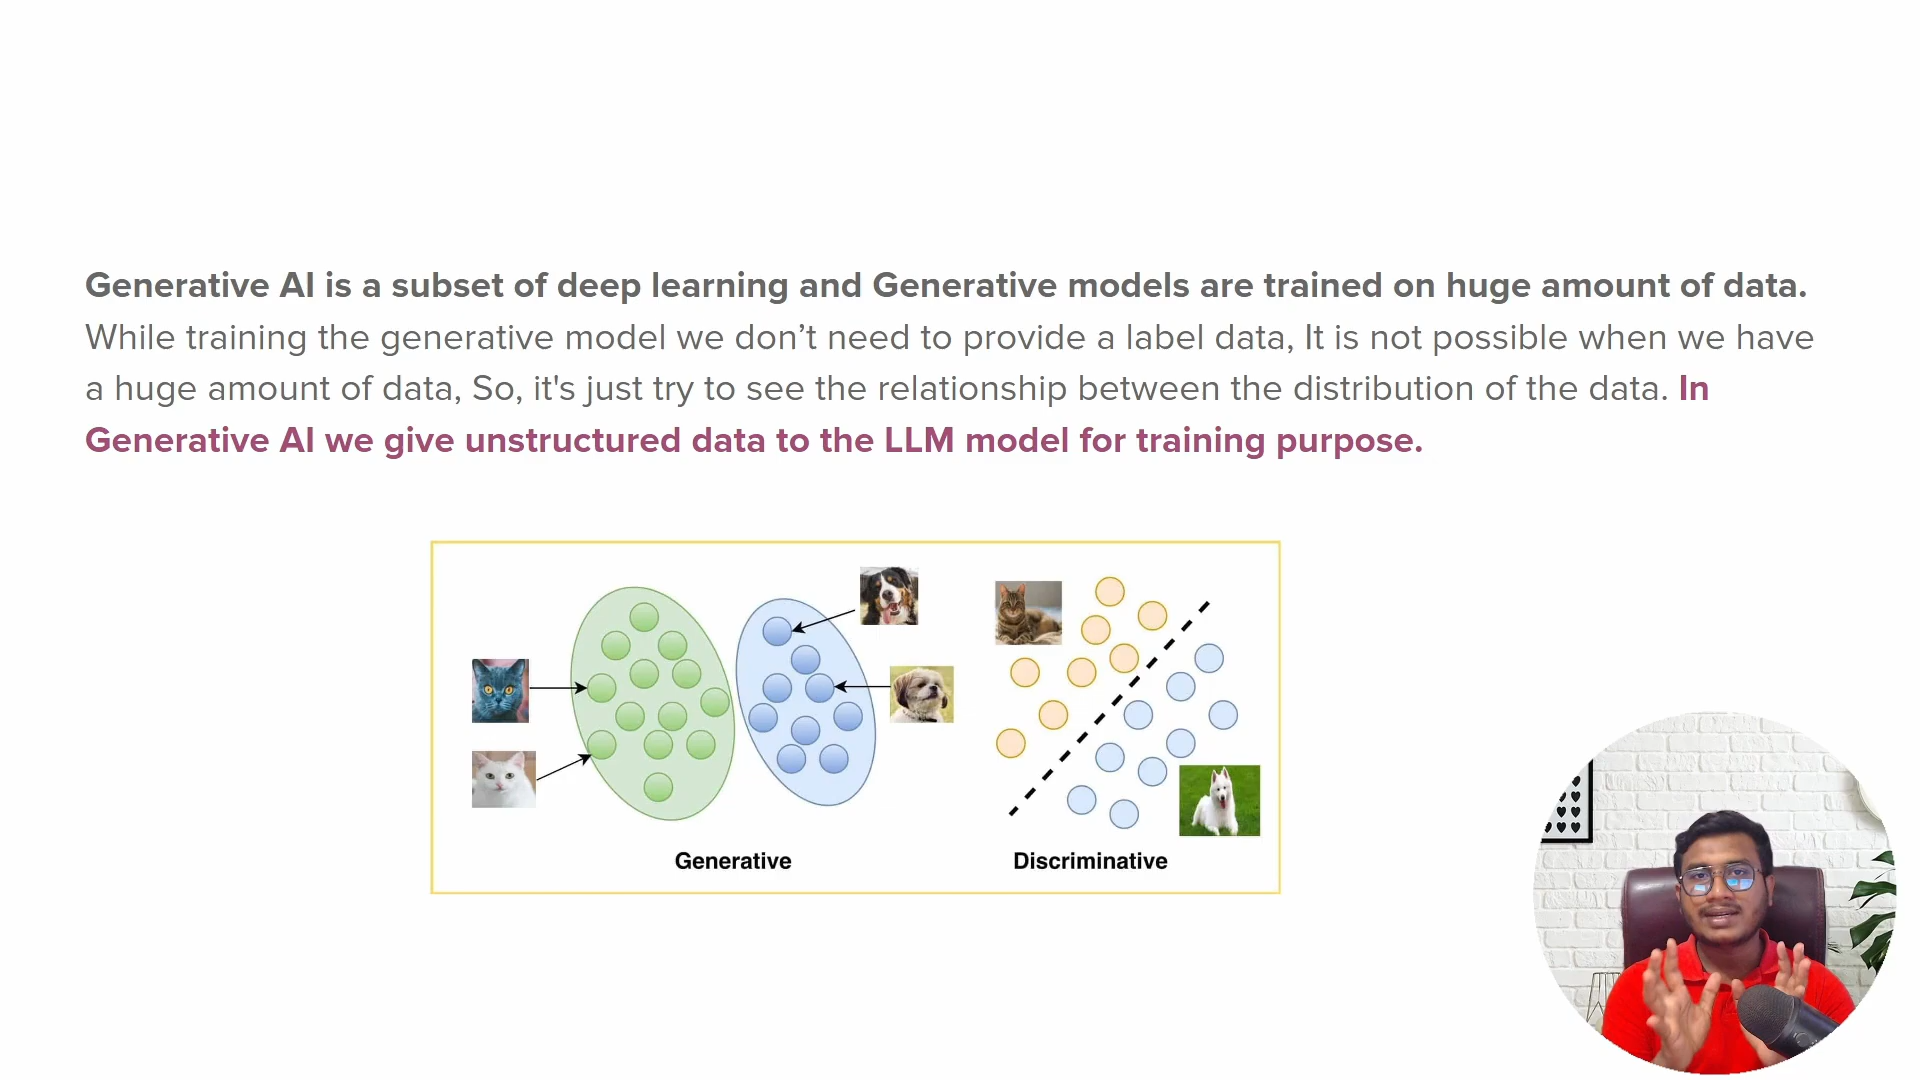 Generative AI is a subset of deep learning and Generative models are trained on huge amount of data.
While training the generative model we don’t need to provide a label data, It is not possible when we have
a huge amount of data, So, it's just try to see the relationship between the distribution of the data. In
Generative AI we give unstructured data to the LLM model for training purpose.
Generative
Discriminative